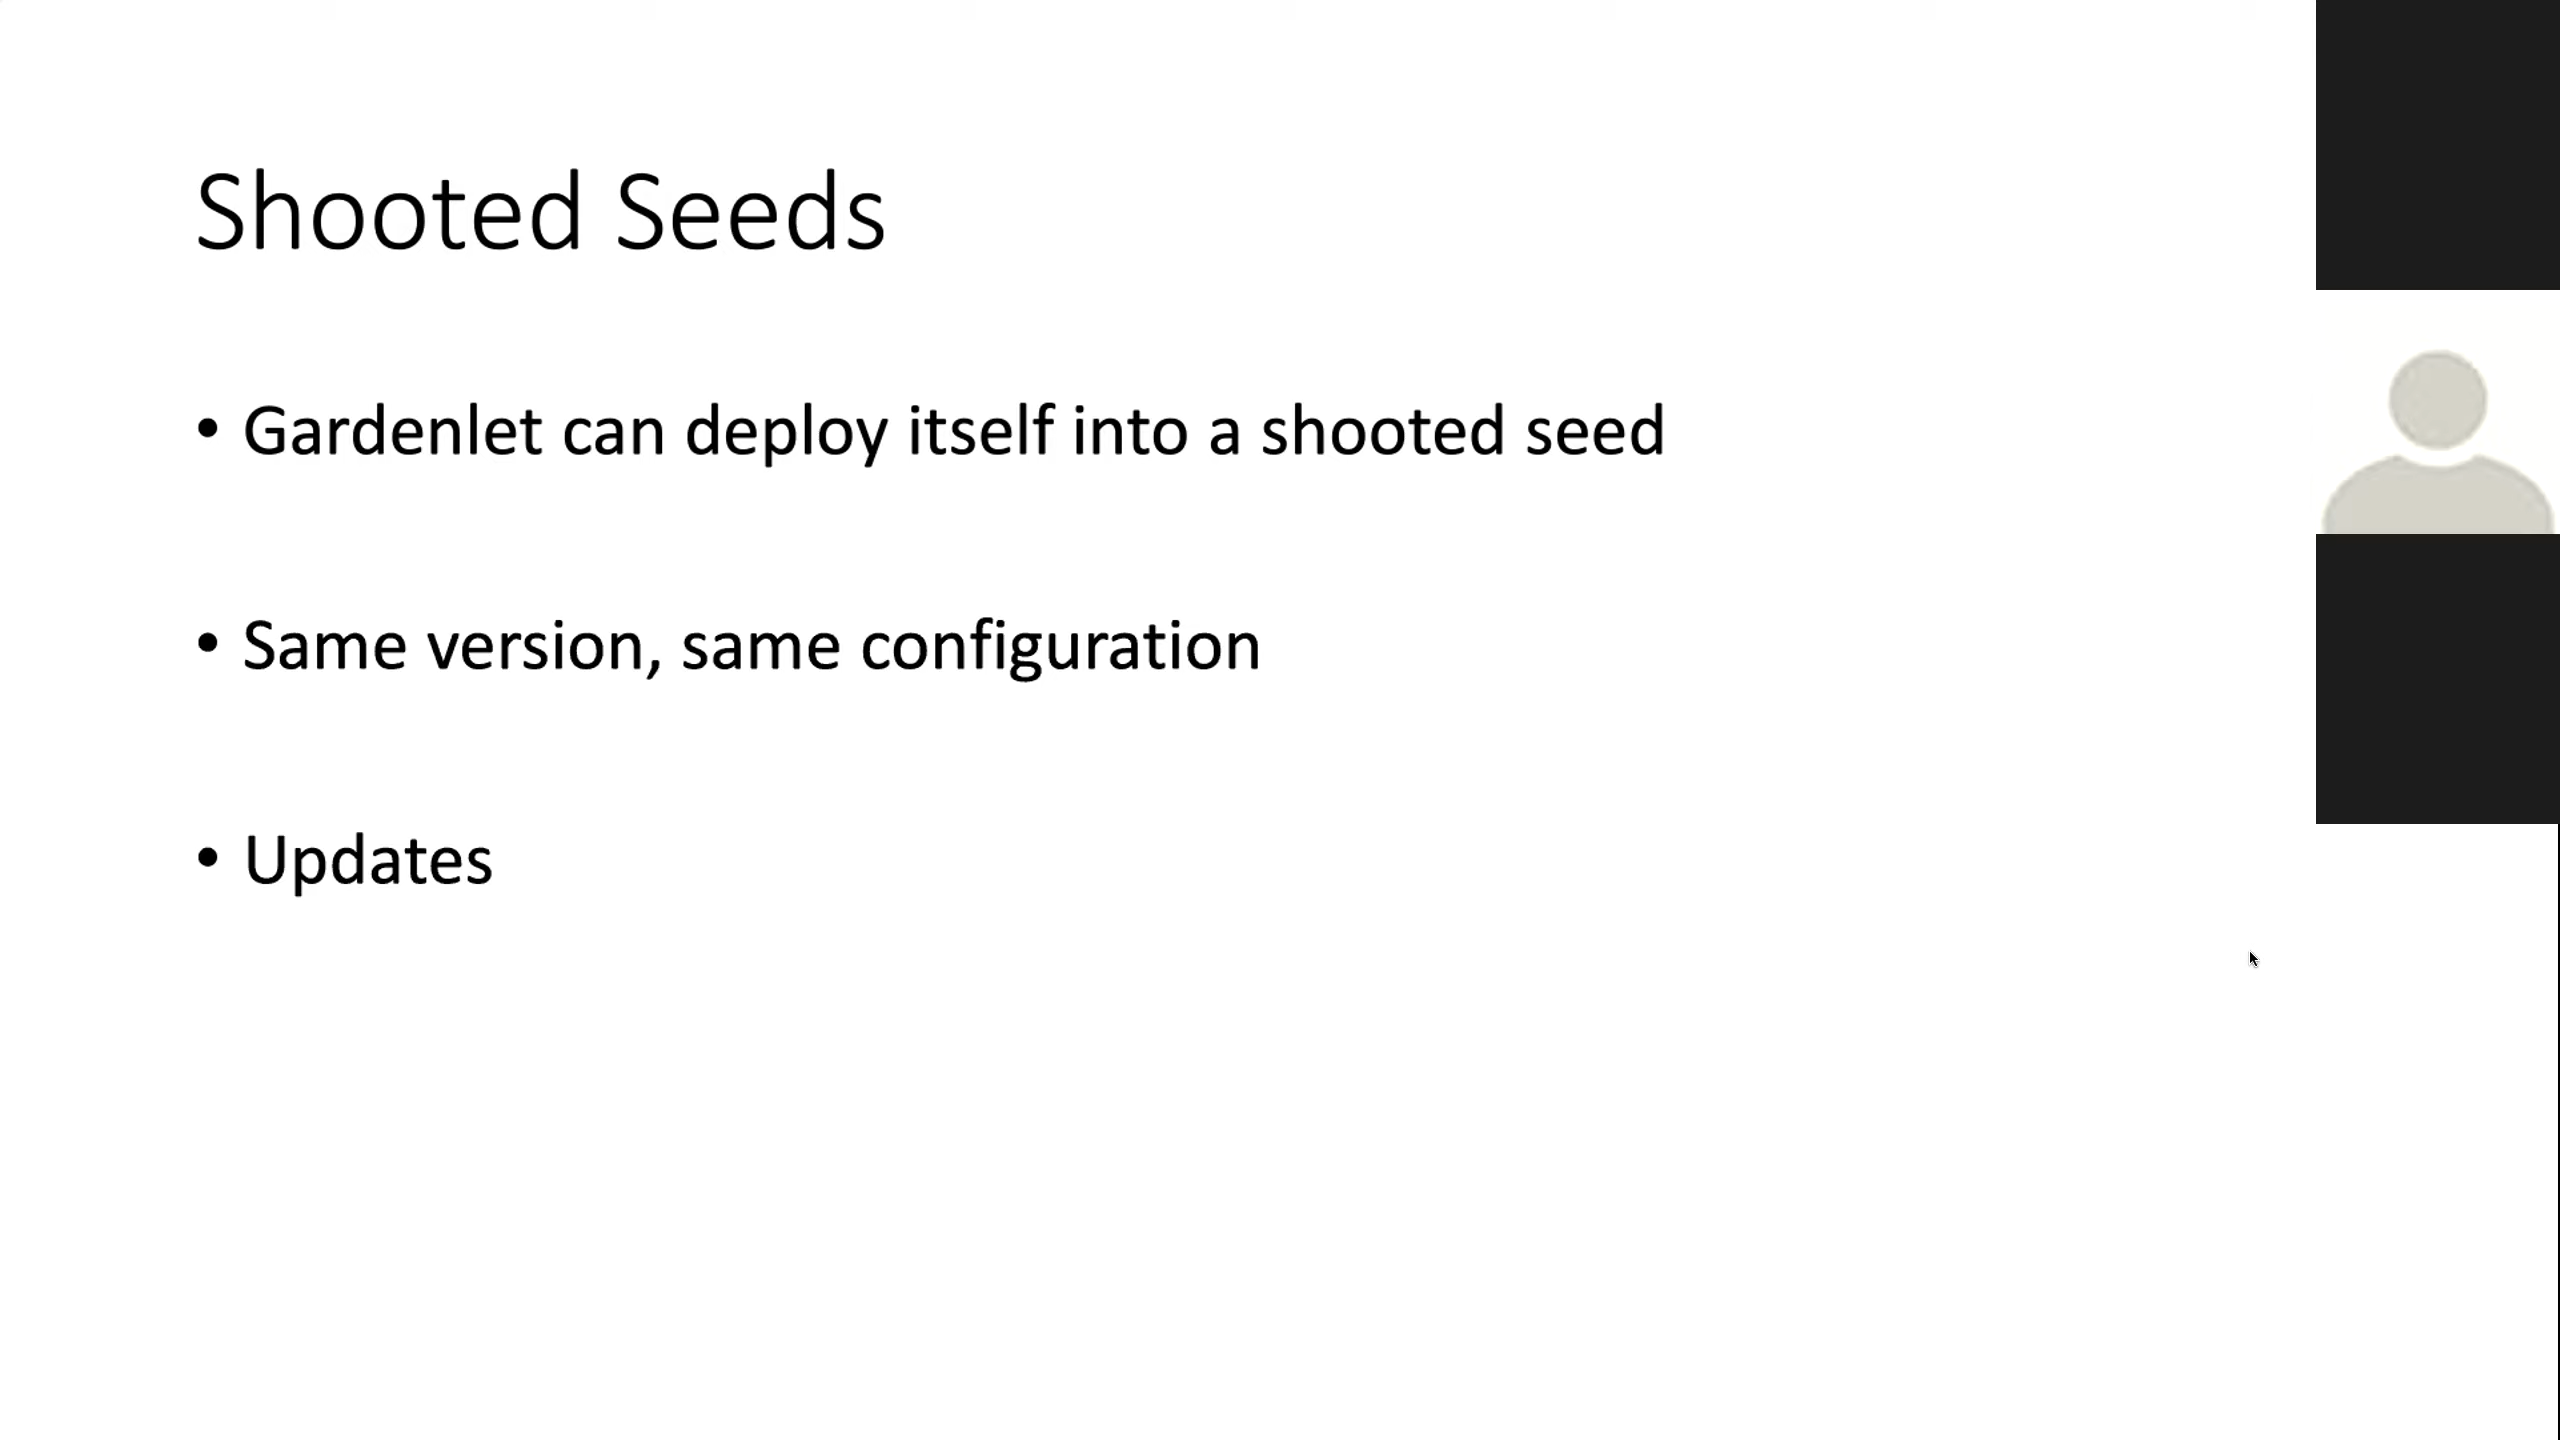 Shooted Seeds
• Gardenlet can deploy itself into a shooted seed
• Same version, same configuration
• Updates